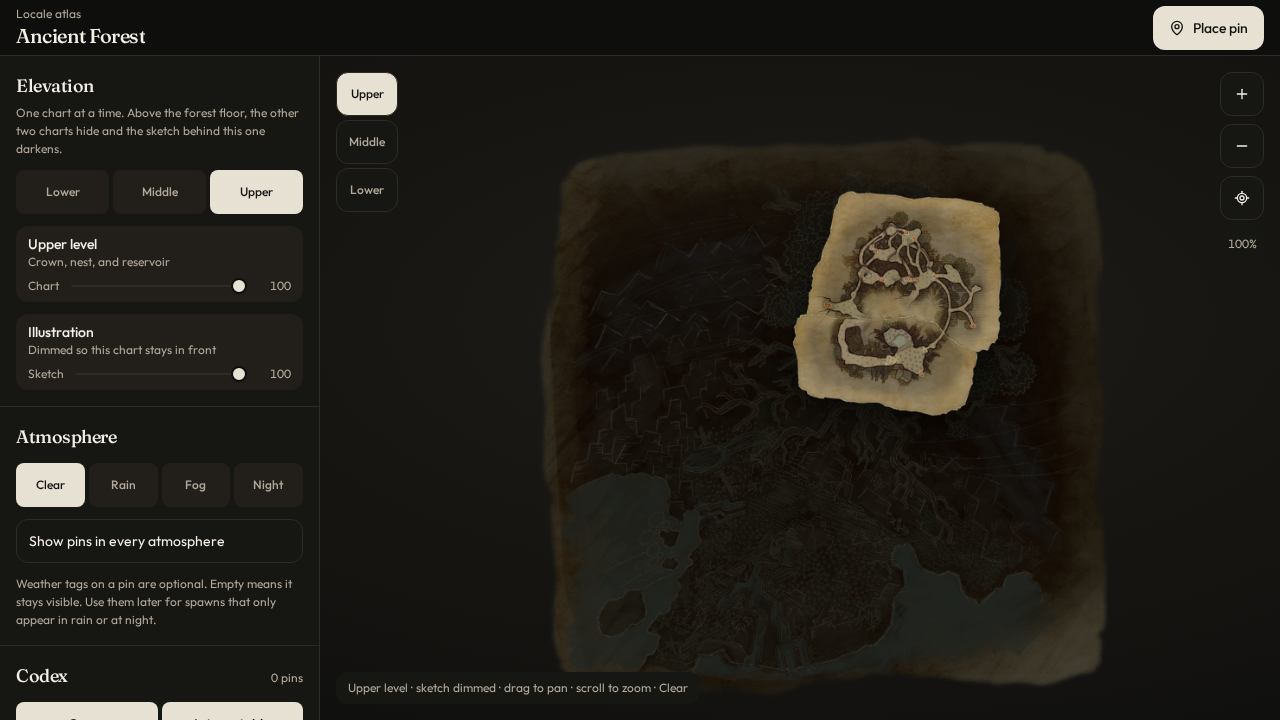 Locale atlas
Ancient Forest
Place pin
Elevation
One chart at a time. Above the forest floor, the other
two charts hide and the sketch behind this one
darkens.
Lower
Middle
Upper
Upper level
Crown, nest, and reservoir
Chart
100
Illustration
Dimmed so this chart stays in front
Sketch
100
Atmosphere
Clear
Rain
Fog
Night
Show pins in every atmosphere
Weather tags on a pin are optional. Empty means it
stays visible. Use them later for spawns that only
appear in rain or at night.
Codex
0 pins
Upper
Middle
Lower
100%
Upper level · sketch dimmed · drag to pan · scroll to zoom · Clear